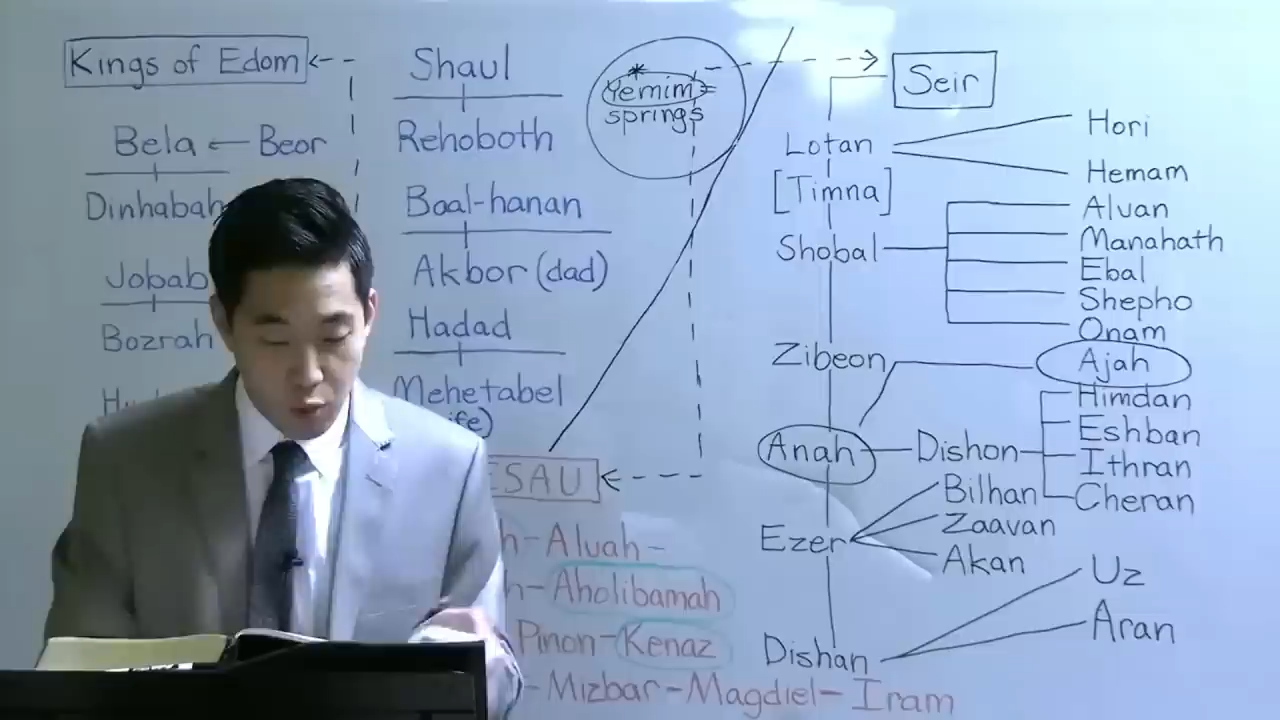 Kings of Edom
Bela ← Beor
Dinhabah
Jobab
Bozrah
Shaul
Rehoboth
Baal-hanan
Akbor (dad)
Hadad
Mehetabel
*
Yemim =
springs
ESAU
h-Aluah-
h-Aholibamah
Pinon-Kenaz
-Mizbar-Magdiel-Iram
Seir
Lotan
Hori
Hemam
[Timna]
Shobal
Alvan
Manahath
Ebal
Shepho
Onam
Zibeon
Ajah
Anah
Dishon
Himdan
Eshban
Ithran
Cheran
Ezer
Bilhan
Zaavan
Akan
Dishan
Uz
Aran